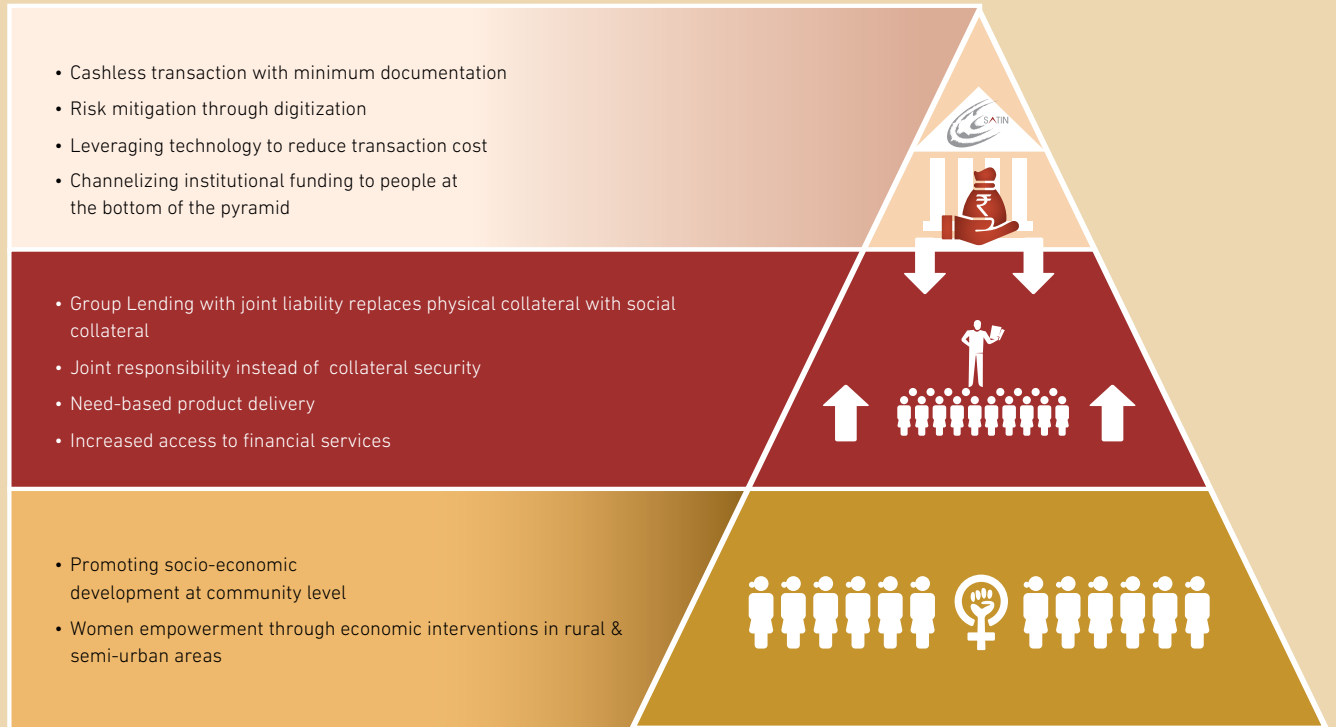 • Cashless transaction with minimum documentation
• Risk mitigation through digitization
• Leveraging technology to reduce transaction cost
• Channelizing institutional funding to people at
the bottom of the pyramid
SATIN
₹
• Group Lending with joint liability replaces physical collateral with social
collateral
• Joint responsibility instead of collateral security
• Need-based product delivery
• Increased access to financial services
• Promoting socio-economic
development at community level
• Women empowerment through economic interventions in rural &
semi-urban areas